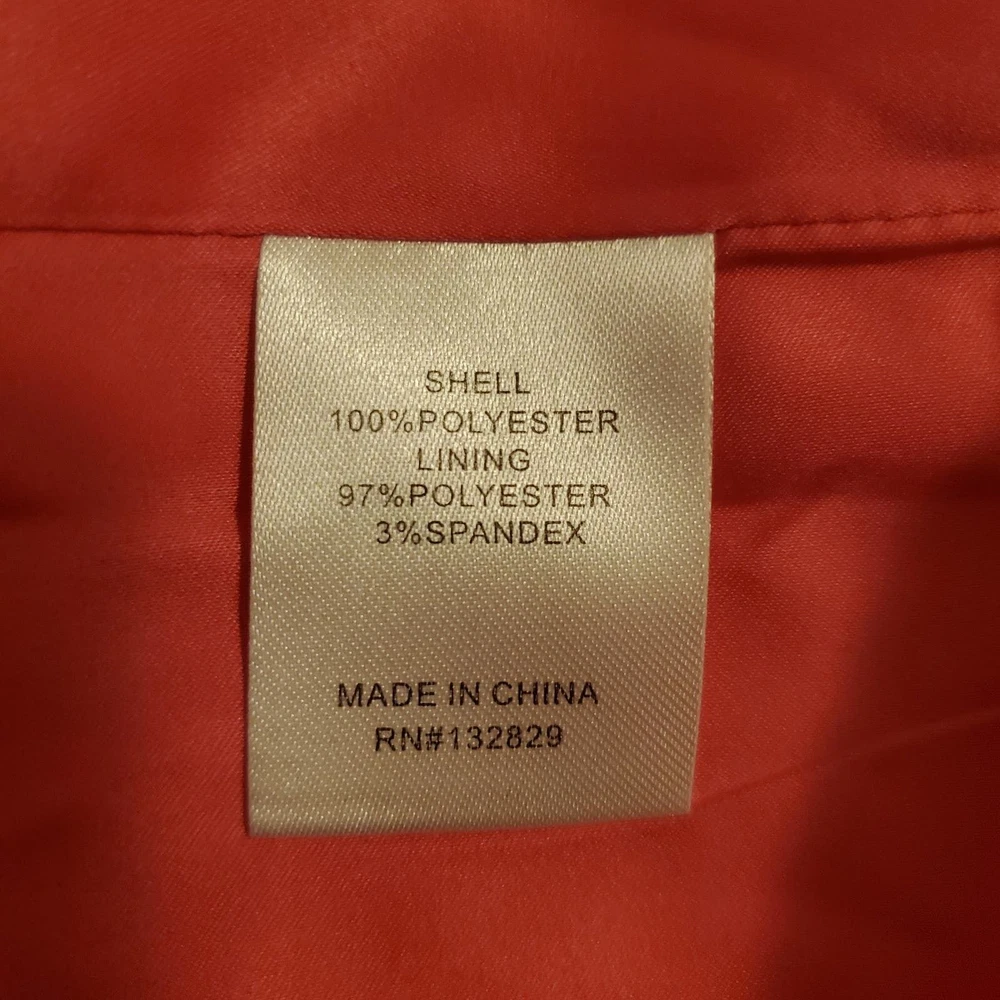 SHELL
100%POLYESTER
LINING
97%POLYESTER
3%SPANDEX
MADE IN CHINA
RN#132829